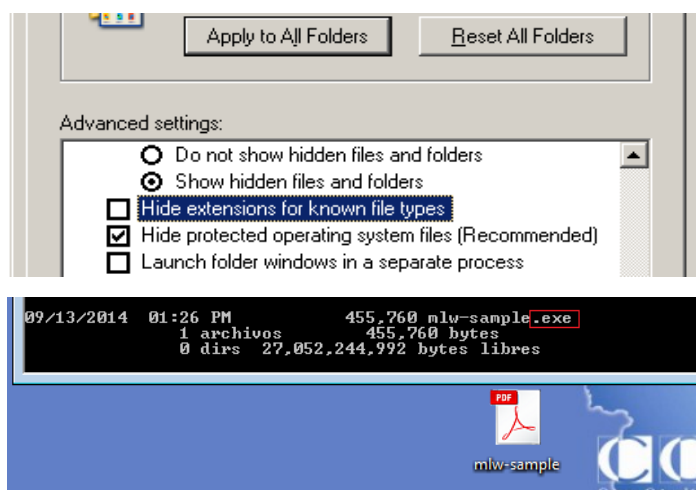 Apply to All Folders
Reset All Folders
Advanced settings:
Do not show hidden files and folders
Show hidden files and folders
Hide extensions for known file types
Hide protected operating system files (Recommended)
Launch folder windows in a separate process
09/13/2014 01:26 PM 455,760 mlw-sample.exe
1 archivos 455,760 bytes
0 dirs 27,052,244,992 bytes libres
PDF
mlw-sample